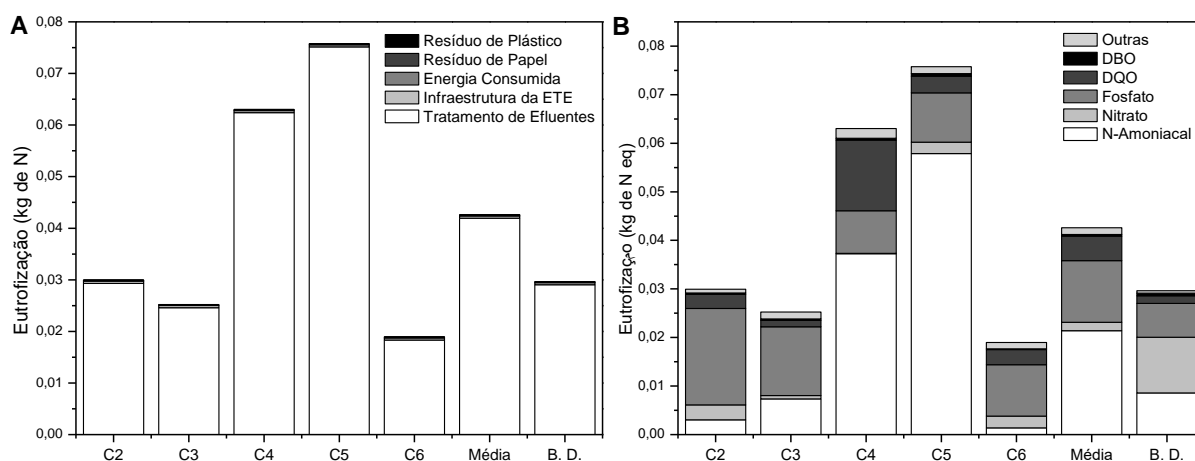 A
Eutrofização (kg de N)
0,08
0,07
0,06
0,05
0,04
0,03
0,02
0,01
0,00
Resíduo de Plástico
Resíduo de Papel
Energia Consumida
Infraestrutura da ETE
Tratamento de Efluentes
C2 C3 C4 C5 C6 Média B. D.
B
Eutrofizaç˛o (kg de N eq)
0,08
0,07
0,06
0,05
0,04
0,03
0,02
0,01
0,00
Outras
DBO
DQO
Fosfato
Nitrato
N-Amoniacal
C2 C3 C4 C5 C6 Média B. D.